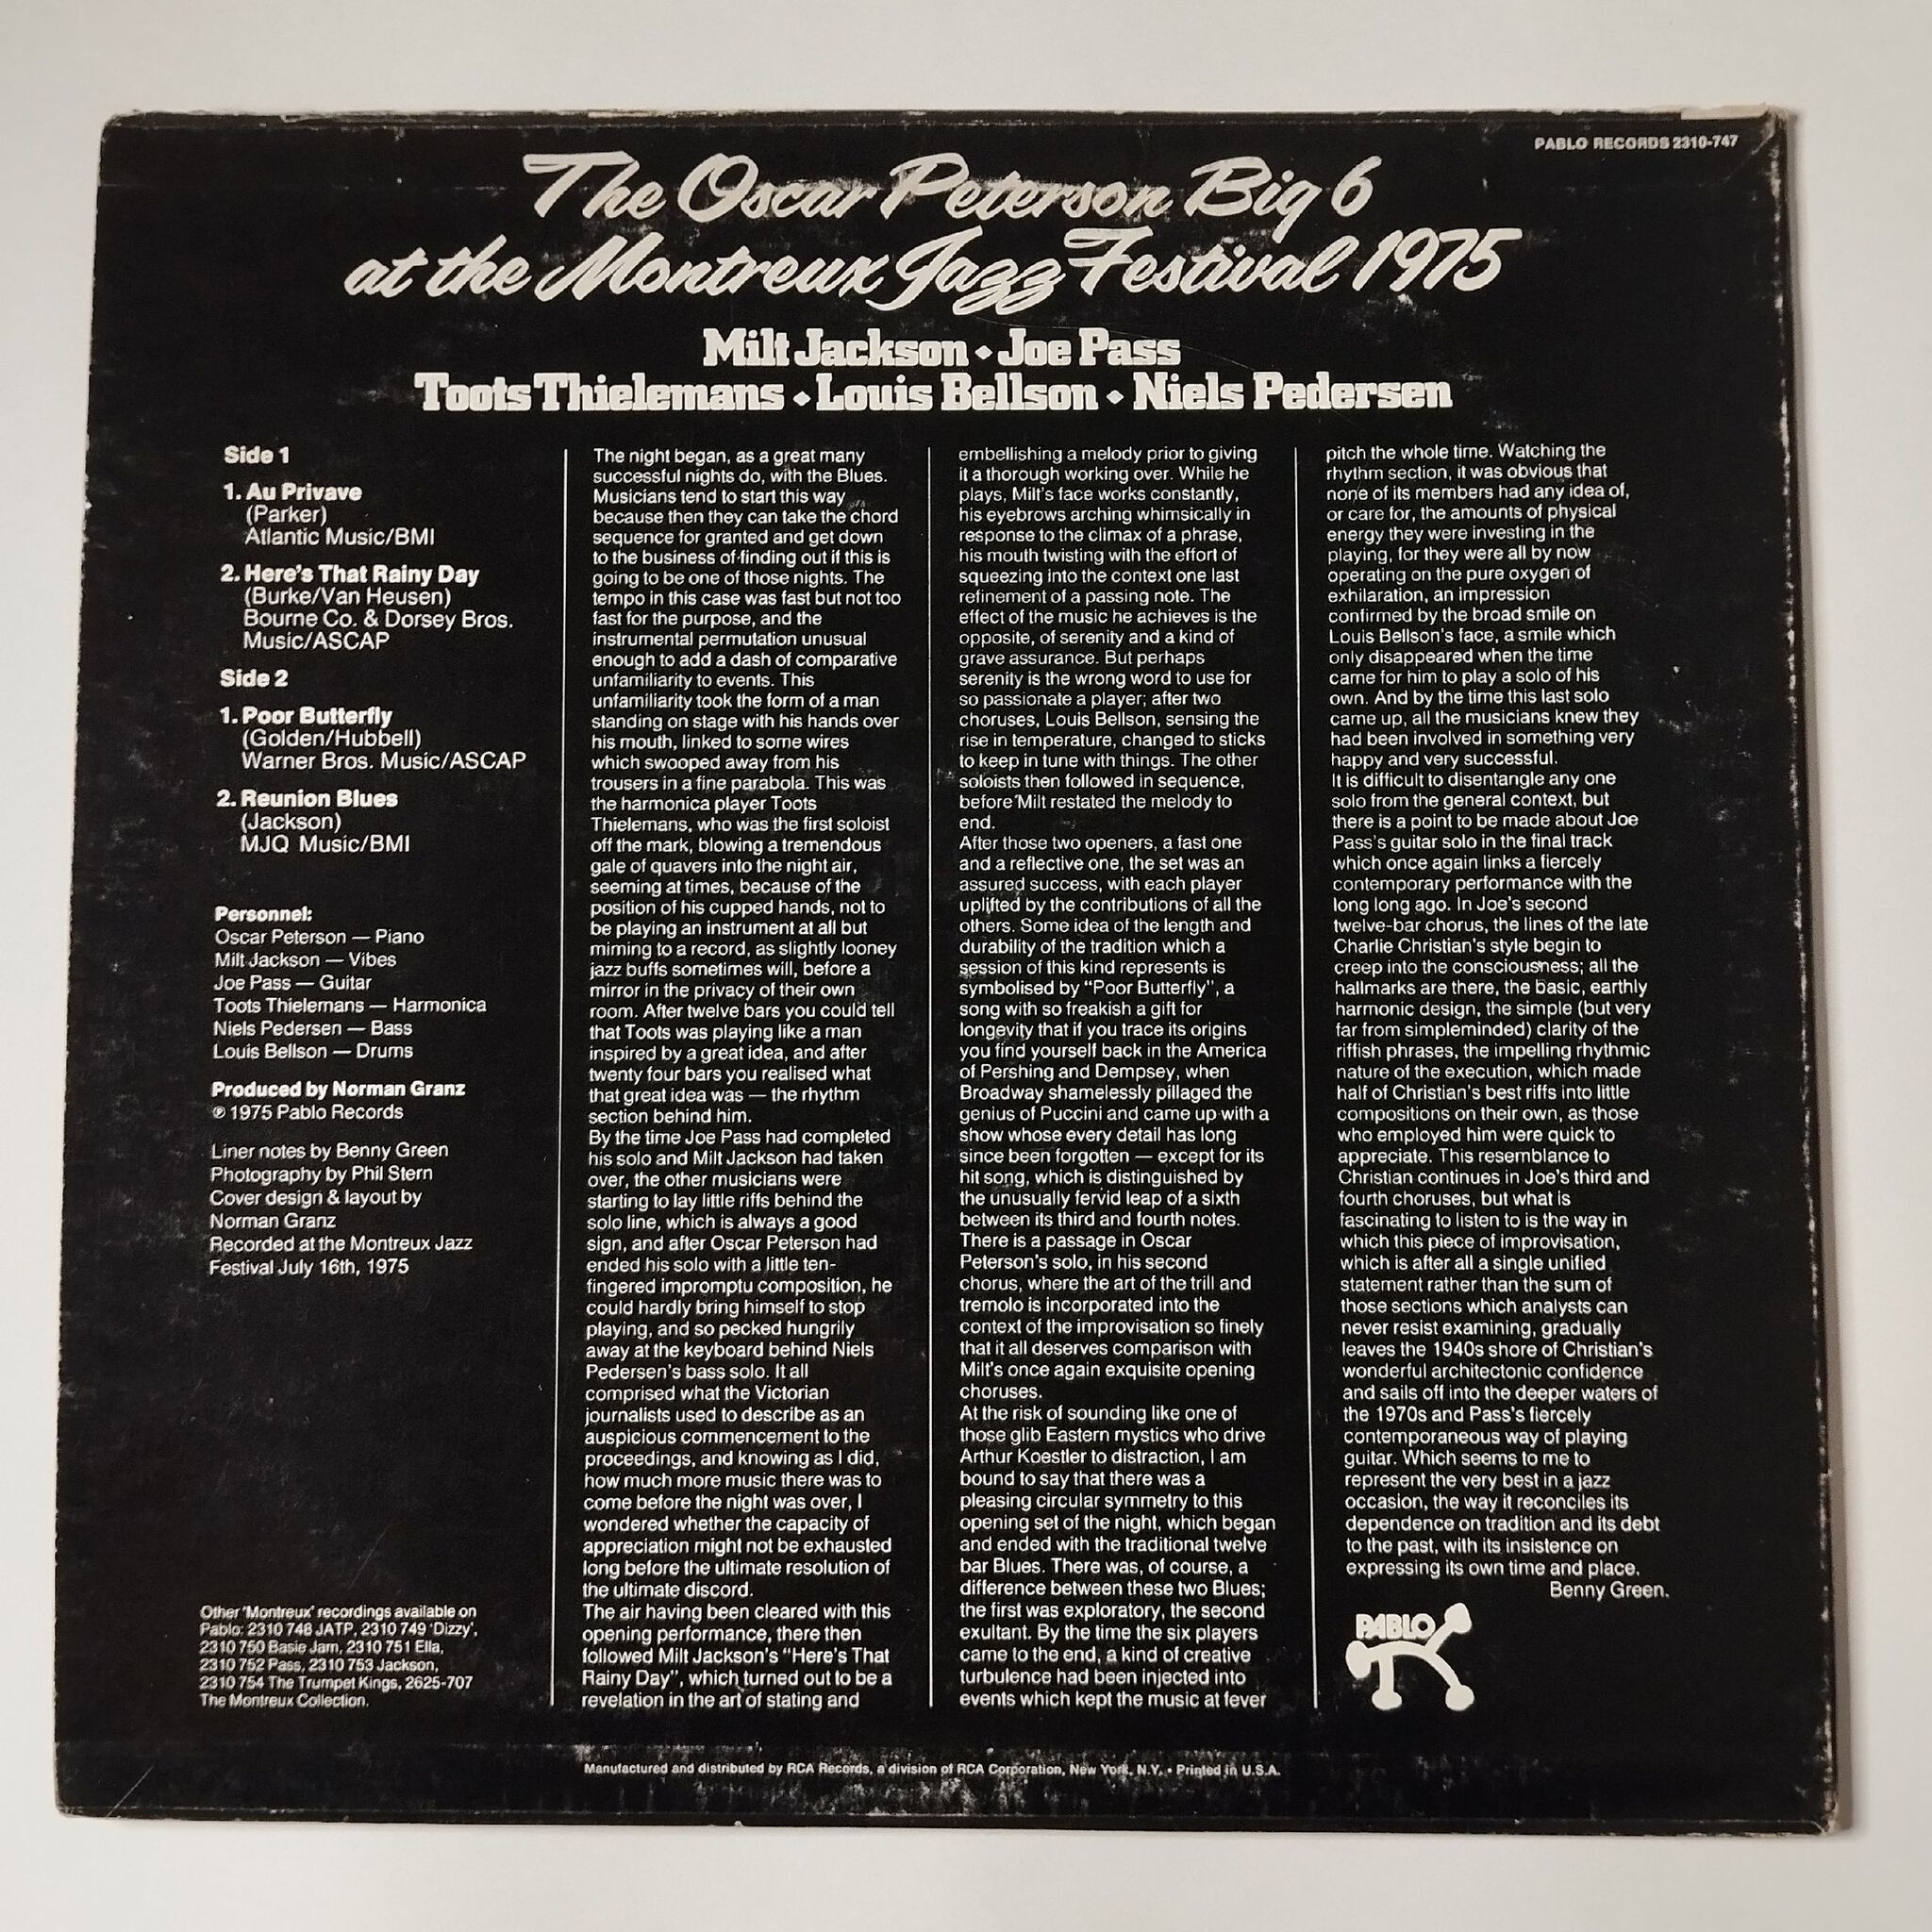 PABLO RECORDS 2310-747
The Oscar Peterson Big 6
at the Montreux Jazz Festival 1975
Milt Jackson • Joe Pass
Toots Thielemans • Louis Bellson • Niels Pedersen
Side 1
1. Au Privave
(Parker)
Atlantic Music/BMI
2. Here's That Rainy Day
(Burke/Van Heusen)
Bourne Co. & Dorsey Bros.
Music/ASCAP
Side 2
1. Poor Butterfly
(Golden/Hubbell)
Warner Bros. Music/ASCAP
2. Reunion Blues
(Jackson)
MJQ Music/BMI
Personnel:
Oscar Peterson — Piano
Milt Jackson — Vibes
Joe Pass — Guitar
Toots Thielemans — Harmonica
Niels Pedersen — Bass
Louis Bellson — Drums
Produced by Norman Granz
℗ 1975 Pablo Records
Liner notes by Benny Green
Photography by Phil Stern
Cover design & layout by
Norman Granz
Recorded at the Montreux Jazz
Festival July 16th, 1975
Other 'Montreux' recordings available on
Pablo: 2310 748 JATP, 2310 749 'Dizzy',
2310 750 Basie Jam, 2310 751 Ella,
2310 752 Pass, 2310 753 Jackson,
2310 754 The Trumpet Kings, 2625-707
The Montreux Collection.
The night began, as a great many
successful nights do, with the Blues.
Musicians tend to start this way
because then they can take the chord
sequence for granted and get down
to the business of finding out if this is
going to be one of those nights. The
tempo in this case was fast but not too
fast for the purpose, and the
instrumental permutation unusual
enough to add a dash of comparative
unfamiliarity to events. This
unfamiliarity took the form of a man
standing on stage with his hands over
his mouth, linked to some wires
which swooped away from his
trousers in a fine parabola. This was
the harmonica player Toots
Thielemans, who was the first soloist
off the mark, blowing a tremendous
gale of quavers into the night air,
seeming at times, because of the
position of his cupped hands, not to
be playing an instrument at all but
miming to a record, as slightly looney
jazz buffs sometimes will, before a
mirror in the privacy of their own
room. After twelve bars you could tell
that Toots was playing like a man
inspired by a great idea, and after
twenty four bars you realised what
that great idea was — the rhythm
section behind him.
By the time Joe Pass had completed
his solo and Milt Jackson had taken
over, the other musicians were
starting to lay little riffs behind the
solo line, which is always a good
sign, and after Oscar Peterson had
ended his solo with a little ten-
fingered impromptu composition, he
could hardly bring himself to stop
playing, and so pecked hungrily
away at the keyboard behind Niels
Pedersen's bass solo. It all
comprised what the Victorian
journalists used to describe as an
auspicious commencement to the
proceedings, and knowing as I did,
how much more music there was to
come before the night was over, I
wondered whether the capacity of
appreciation might not be exhausted
long before the ultimate resolution of
the ultimate discord.
The air having been cleared with this
opening performance, there then
followed Milt Jackson's "Here's That
Rainy Day", which turned out to be a
revelation in the art of stating and
embellishing a melody prior to giving
it a thorough working over. While he
plays, Milt's face works constantly,
his eyebrows arching whimsically in
response to the climax of a phrase,
his mouth twisting with the effort of
squeezing into the context one last
refinement of a passing note. The
effect of the music he achieves is the
opposite, of serenity and a kind of
grave assurance. But perhaps
serenity is the wrong word to use for
so passionate a player; after two
choruses, Louis Bellson, sensing the
rise in temperature, changed to sticks
to keep in tune with things. The other
soloists then followed in sequence,
before Milt restated the melody to
end.
After those two openers, a fast one
and a reflective one, the set was an
assured success, with each player
uplifted by the contributions of all the
others. Some idea of the length and
durability of the tradition which a
session of this kind represents is
symbolised by "Poor Butterfly", a
song with so freakish a gift for
longevity that if you trace its origins
you find yourself back in the America
of Pershing and Dempsey, when
Broadway shamelessly pillaged the
genius of Puccini and came up with a
show whose every detail has long
since been forgotten — except for its
hit song, which is distinguished by
the unusually fervid leap of a sixth
between its third and fourth notes.
There is a passage in Oscar
Peterson's solo, in his second
chorus, where the art of the trill and
tremolo is incorporated into the
context of the improvisation so finely
that it all deserves comparison with
Milt's once again exquisite opening
choruses.
At the risk of sounding like one of
those glib Eastern mystics who drive
Arthur Koestler to distraction, I am
bound to say that there was a
pleasing circular symmetry to this
opening set of the night, which began
and ended with the traditional twelve
bar Blues. There was, of course, a
difference between these two Blues;
the first was exploratory, the second
exultant. By the time the six players
came to the end, a kind of creative
turbulence had been injected into
events which kept the music at fever
pitch the whole time. Watching the
rhythm section, it was obvious that
none of its members had any idea of,
or care for, the amounts of physical
energy they were investing in the
playing, for they were all by now
operating on the pure oxygen of
exhilaration, an impression
confirmed by the broad smile on
Louis Bellson's face, a smile which
only disappeared when the time
came for him to play a solo of his
own. And by the time this last solo
came up, all the musicians knew they
had been involved in something very
happy and very successful.
It is difficult to disentangle any one
solo from the general context, but
there is a point to be made about Joe
Pass's guitar solo in the final track
which once again links a fiercely
contemporary performance with the
long long ago. In Joe's second
twelve-bar chorus, the lines of the late
Charlie Christian's style begin to
creep into the consciousness; all the
hallmarks are there, the basic, earthly
harmonic design, the simple (but very
far from simpleminded) clarity of the
riffish phrases, the impelling rhythmic
nature of the execution, which made
half of Christian's best riffs into little
compositions on their own, as those
who employed him were quick to
appreciate. This resemblance to
Christian continues in Joe's third and
fourth choruses, but what is
fascinating to listen to is the way in
which this piece of improvisation,
which is after all a single unified
statement rather than the sum of
those sections which analysts can
never resist examining, gradually
leaves the 1940s shore of Christian's
wonderful architectonic confidence
and sails off into the deeper waters of
the 1970s and Pass's fiercely
contemporaneous way of playing
guitar. Which seems to me to
represent the very best in a jazz
occasion, the way it reconciles its
dependence on tradition and its debt
to the past, with its insistence on
expressing its own time and place.
Benny Green.
PABLO
Manufactured and distributed by RCA Records, a division of RCA Corporation, New York, N.Y. • Printed in U.S.A.